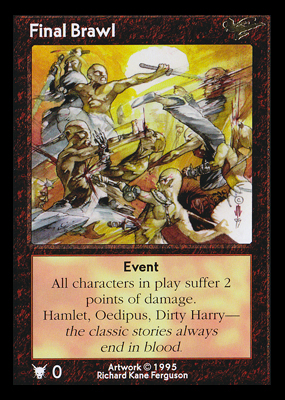 Final Brawl
Event
All characters in play suffer 2
points of damage.
Hamlet, Oedipus, Dirty Harry—
the classic stories always
end in blood.
0
Artwork © 1995
Richard Kane Ferguson